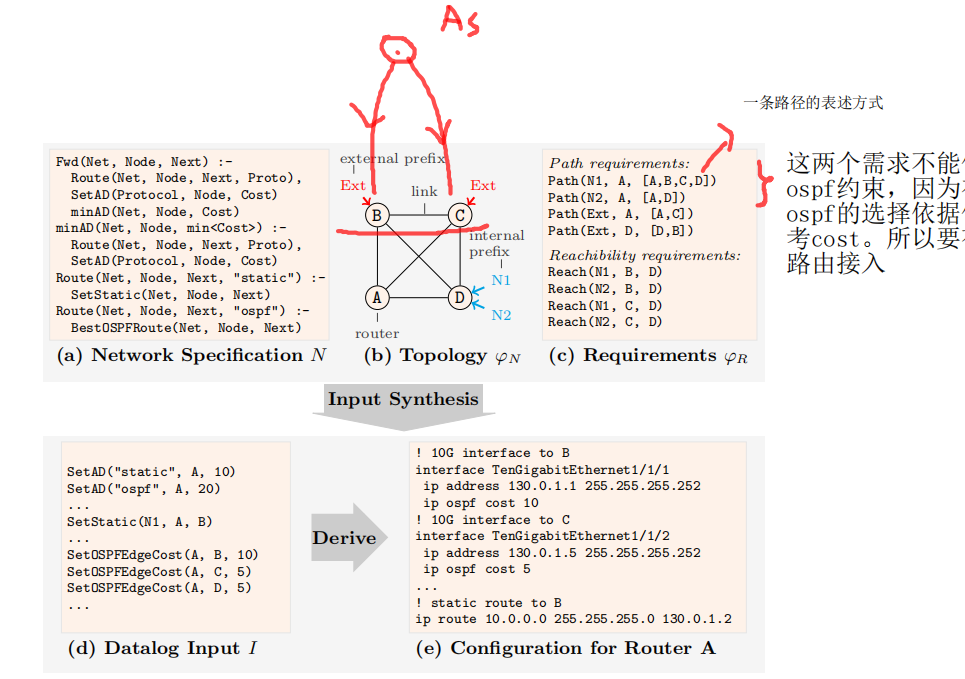 As
一条路径的表述方式
Fwd(Net, Node, Next) :-
Route(Net, Node, Next, Proto),
SetAD(Protocol, Node, Cost)
minAD(Net, Node, Cost)
minAD(Net, Node, min<Cost>) :-
Route(Net, Node, Next, Proto),
SetAD(Protocol, Node, Cost)
Route(Net, Node, Next, "static") :-
SetStatic(Net, Node, Next)
Route(Net, Node, Next, "ospf") :-
BestOSPFRoute(Net, Node, Next)
(a) Network Specification N
external prefix
Ext
link
Ext
B
C
internal
prefix
N1
A
D
N2
router
(b) Topology φN
Path requirements:
Path(N1, A, [A,B,C,D])
Path(N2, A, [A,D])
Path(Ext, A, [A,C])
Path(Ext, D, [D,B])
Reachibility requirements:
Reach(N1, B, D)
Reach(N2, B, D)
Reach(N1, C, D)
Reach(N2, C, D)
(c) Requirements φR
这两个需求不能
ospf约束，因为
ospf的选择依据
考cost。所以要
路由接入
Input Synthesis
SetAD("static", A, 10)
SetAD("ospf", A, 20)
...
SetStatic(N1, A, B)
...
SetOSPFEdgeCost(A, B, 10)
SetOSPFEdgeCost(A, C, 5)
SetOSPFEdgeCost(A, D, 5)
...
(d) Datalog Input I
Derive
! 10G interface to B
interface TenGigabitEthernet1/1/1
ip address 130.0.1.1 255.255.255.252
ip ospf cost 10
! 10G interface to C
interface TenGigabitEthernet1/1/2
ip address 130.0.1.5 255.255.255.252
ip ospf cost 5
...
! static route to B
ip route 10.0.0.0 255.255.255.0 130.0.1.2
(e) Configuration for Router A